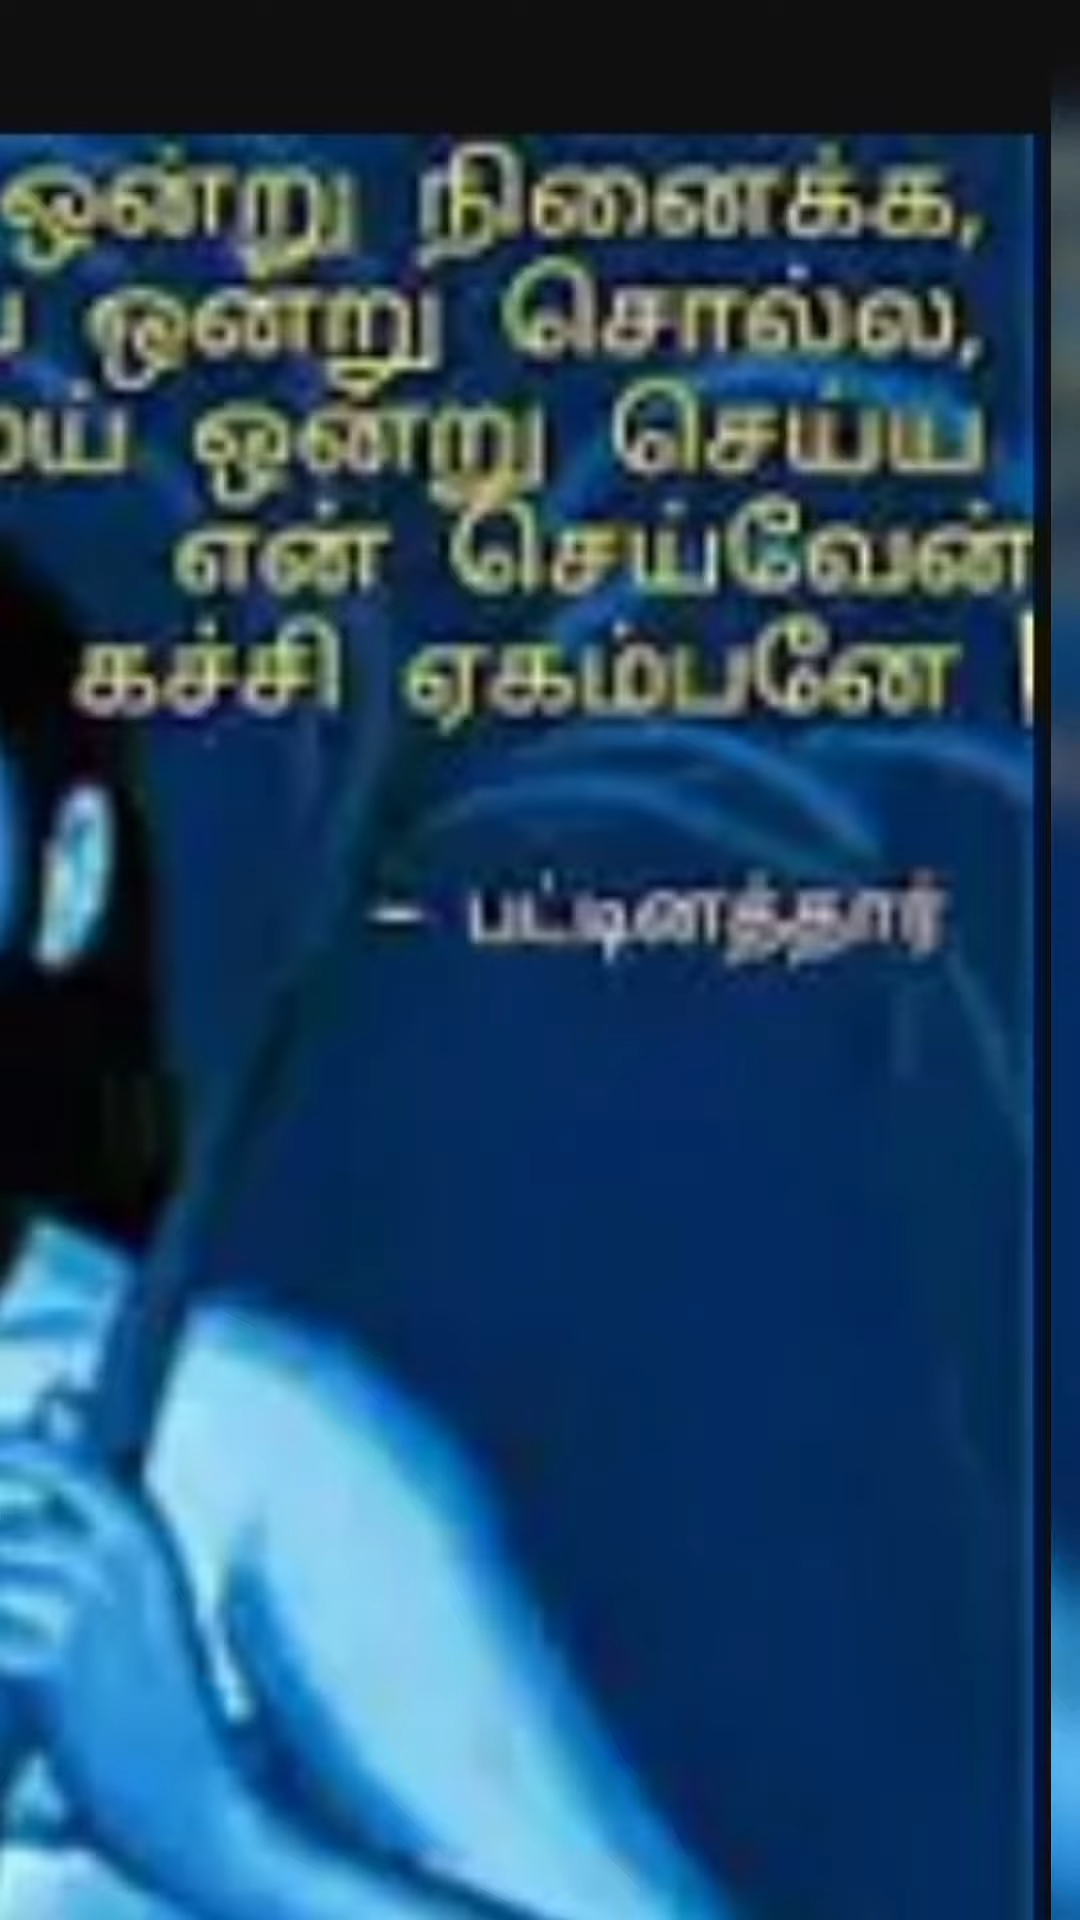 ஒன்று நினைக்க,
ஒன்று சொல்ல,
ஒன்று செய்ய
என் செய்வேன்
கச்சி ஏகம்பனே !
– பட்டினத்தார்